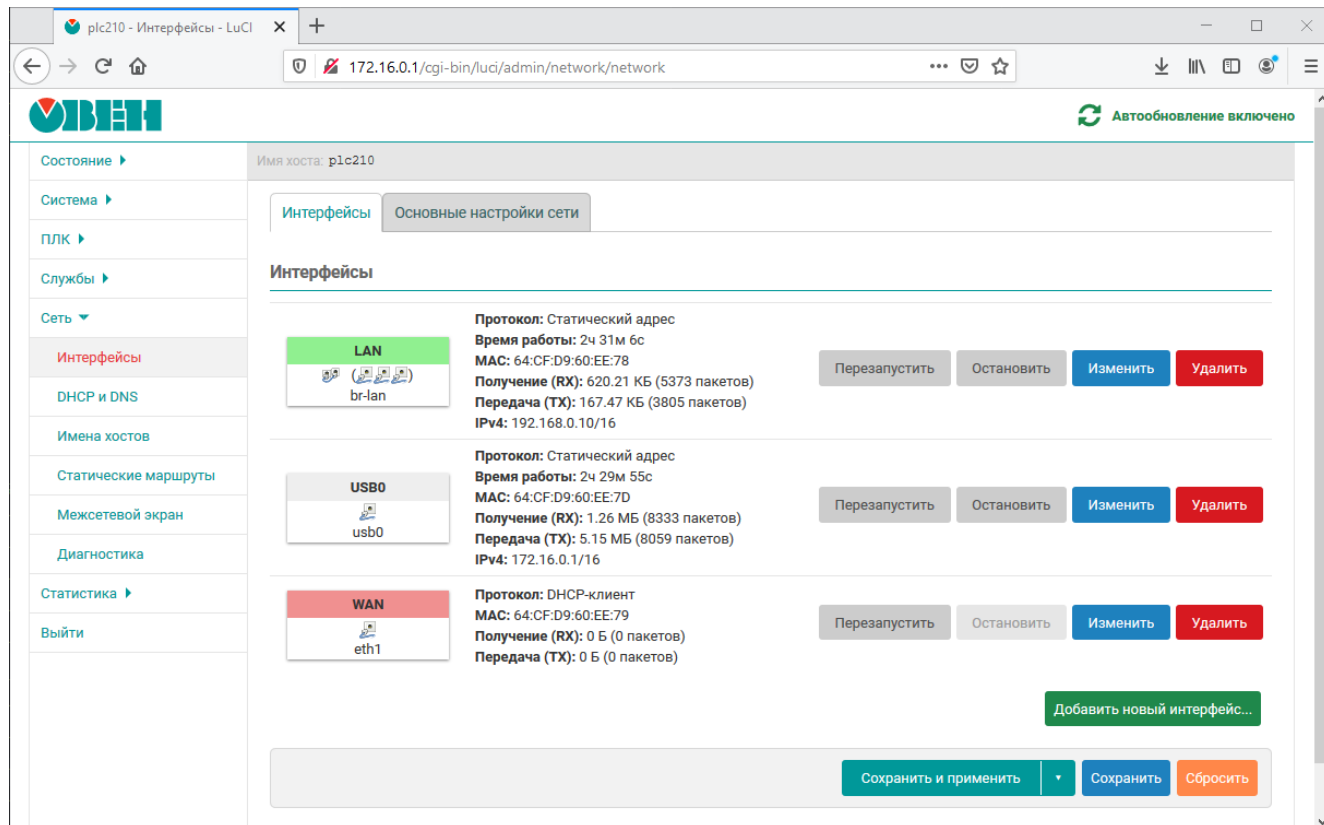 plc210 - Интерфейсы - LuCI
172.16.0.1/cgi-bin/luci/admin/network/network
ОВЕН
Автообновление включено
Состояние
Имя хоста: plc210
Система
Интерфейсы
Основные настройки сети
ПЛК
Службы
Интерфейсы
Сеть
Интерфейсы
DHCP и DNS
Имена хостов
Статические маршруты
Межсетевой экран
Диагностика
Статистика
Выйти
LAN
br-lan
Протокол: Статический адрес
Время работы: 2ч 31м 6с
MAC: 64:CF:D9:60:EE:78
Получение (RX): 620.21 КБ (5373 пакетов)
Передача (TX): 167.47 КБ (3805 пакетов)
IPv4: 192.168.0.10/16
Перезапустить
Остановить
Изменить
Удалить
USB0
usb0
Протокол: Статический адрес
Время работы: 2ч 29м 55с
MAC: 64:CF:D9:60:EE:7D
Получение (RX): 1.26 МБ (8333 пакетов)
Передача (TX): 5.15 МБ (8059 пакетов)
IPv4: 172.16.0.1/16
Перезапустить
Остановить
Изменить
Удалить
WAN
eth1
Протокол: DHCP-клиент
MAC: 64:CF:D9:60:EE:79
Получение (RX): 0 Б (0 пакетов)
Передача (TX): 0 Б (0 пакетов)
Перезапустить
Остановить
Изменить
Удалить
Добавить новый интерфейс...
Сохранить и применить
Сохранить
Сбросить